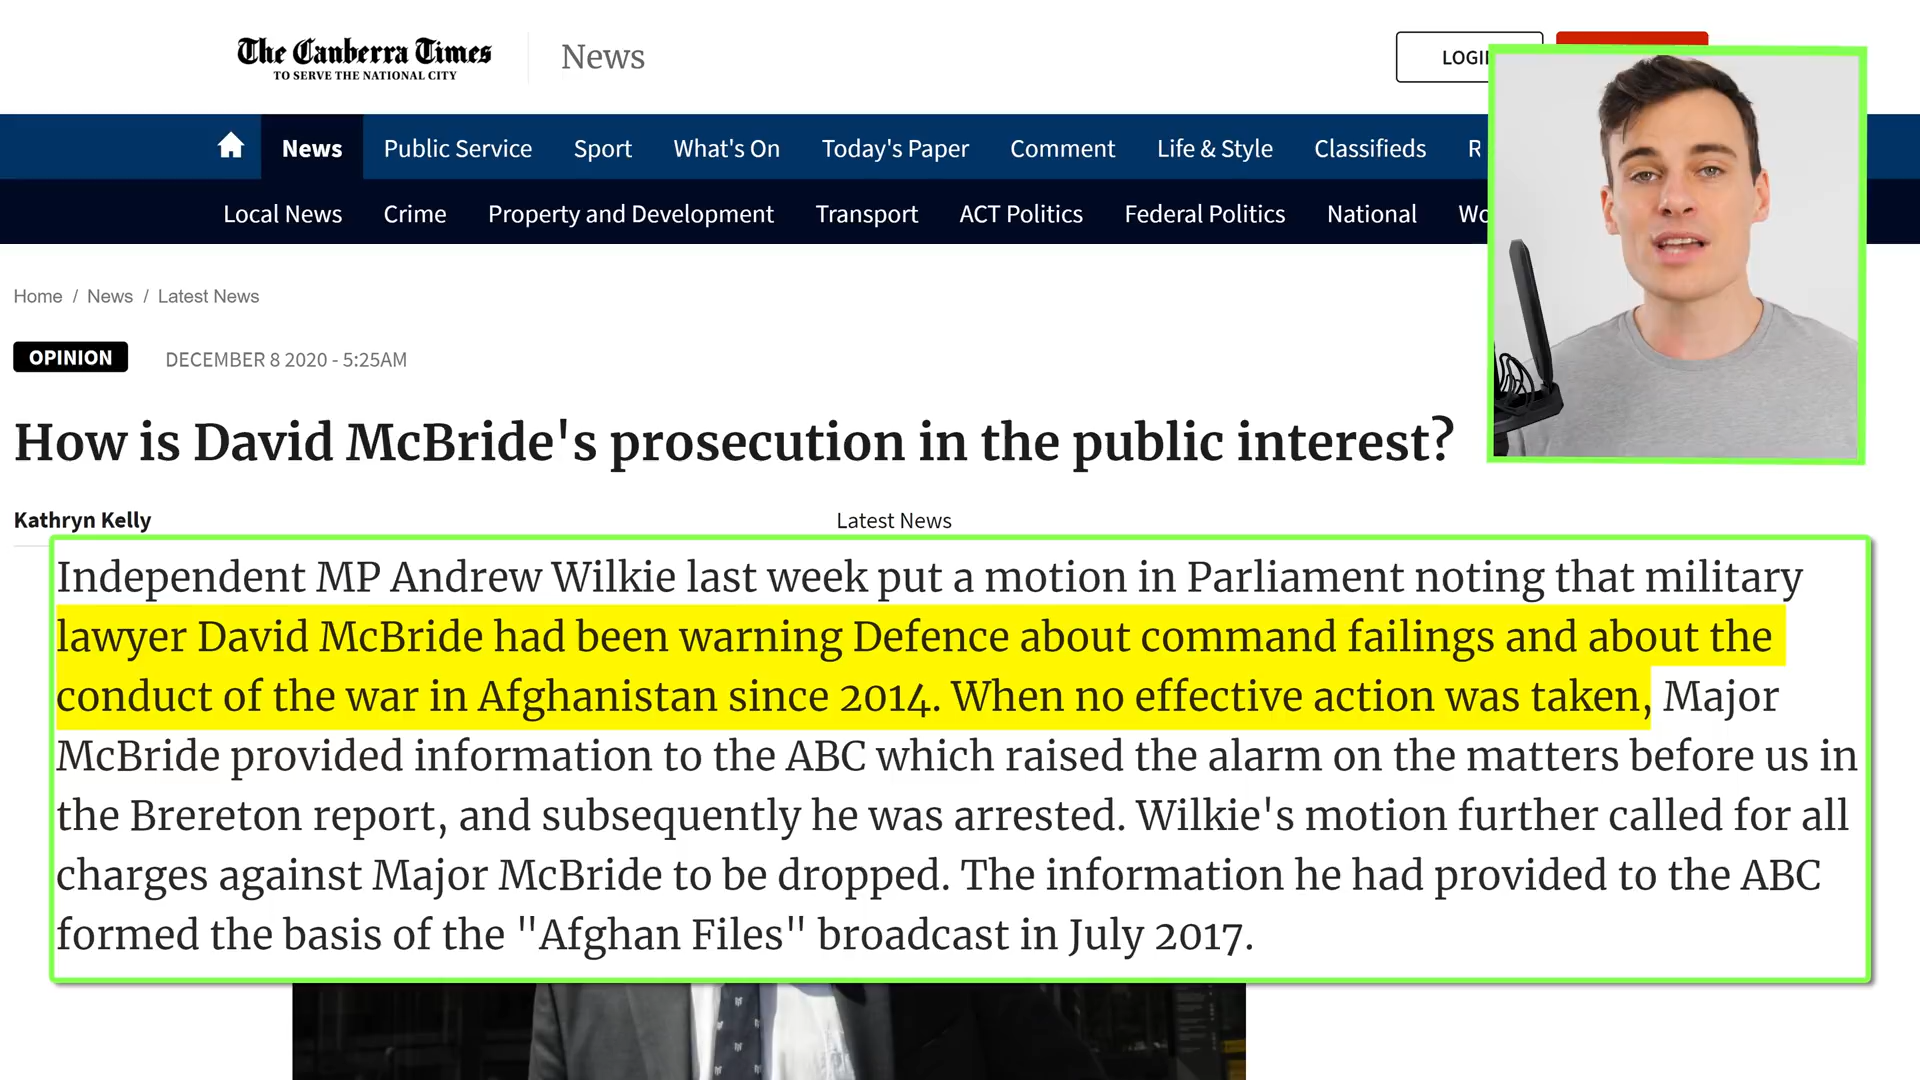 The Canberra Times
TO SERVE THE NATIONAL CITY
News
LOGI
News Public Service Sport What's On Today's Paper Comment Life & Style Classifieds R
Local News Crime Property and Development Transport ACT Politics Federal Politics National Wo
Home / News / Latest News
OPINION DECEMBER 8 2020 - 5:25AM
How is David McBride's prosecution in the public interest?
Kathryn Kelly Latest News
Independent MP Andrew Wilkie last week put a motion in Parliament noting that military
lawyer David McBride had been warning Defence about command failings and about the
conduct of the war in Afghanistan since 2014. When no effective action was taken, Major
McBride provided information to the ABC which raised the alarm on the matters before us in
the Brereton report, and subsequently he was arrested. Wilkie's motion further called for all
charges against Major McBride to be dropped. The information he had provided to the ABC
formed the basis of the "Afghan Files" broadcast in July 2017.